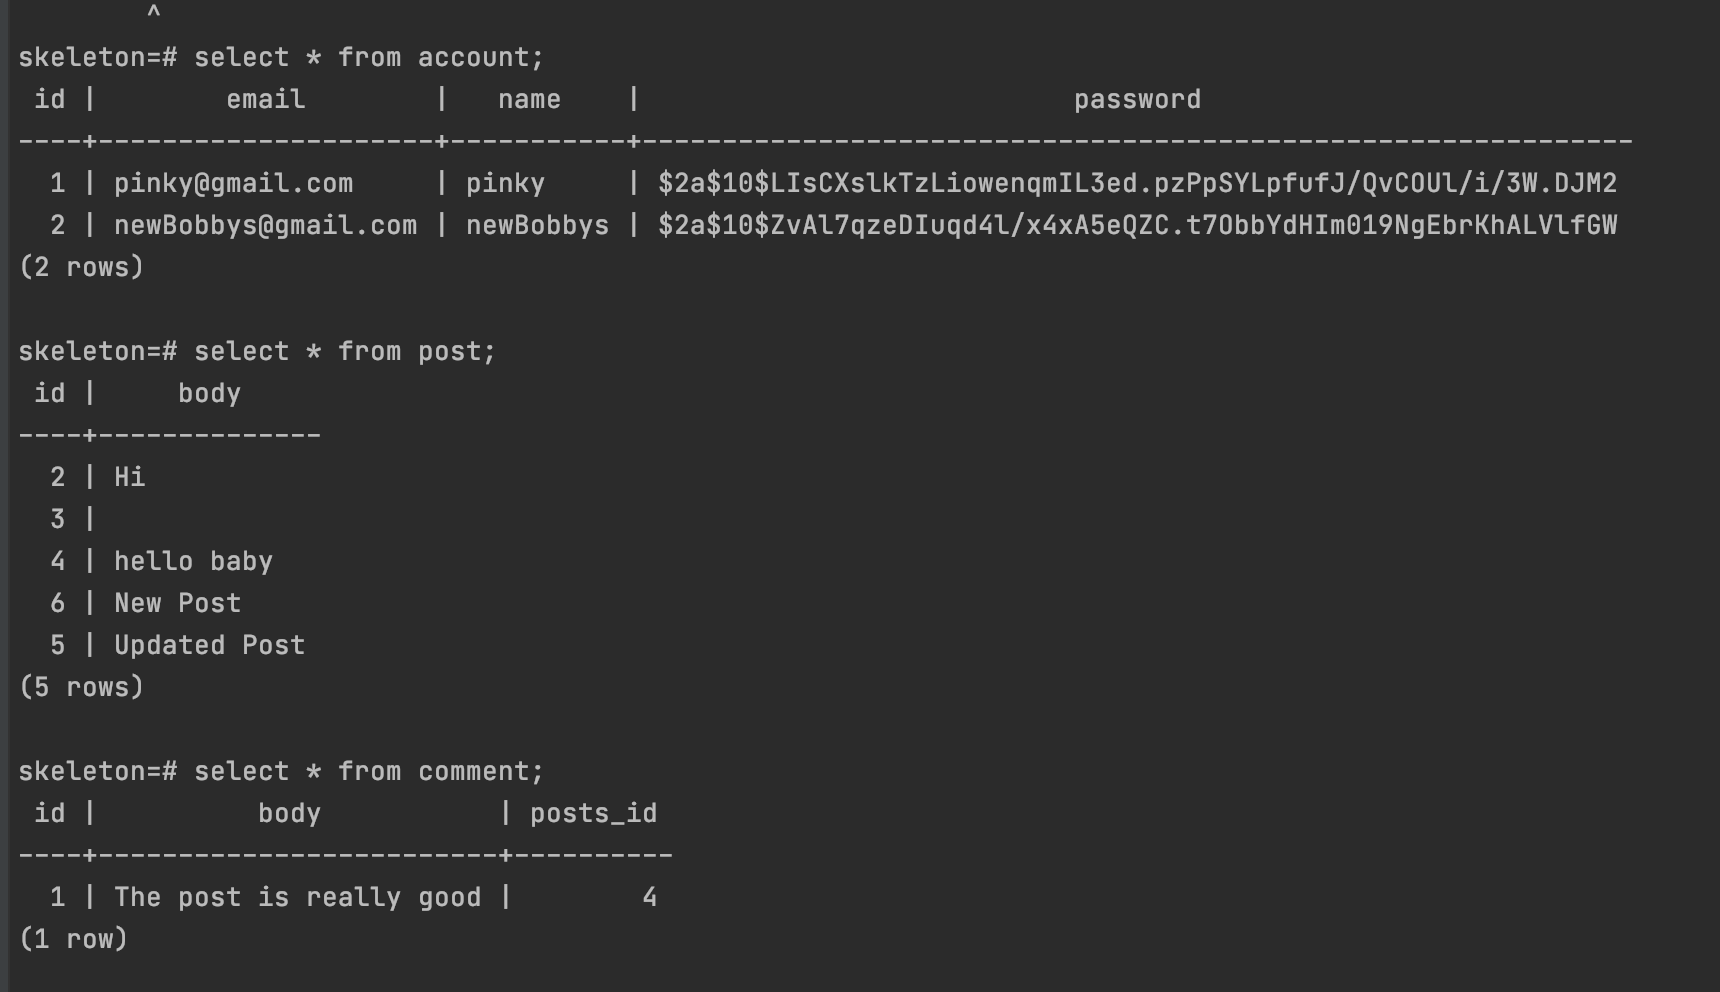 ^
skeleton=# select * from account;
 id |        email        |   name    |                           password
----+---------------------+-----------+--------------------------------------------------------------
  1 | pinky@gmail.com     | pinky     | $2a$10$LIsCXslkTzLiowenqmIL3ed.pzPpSYLpfufJ/QvCOUl/i/3W.DJM2
  2 | newBobbys@gmail.com | newBobbys | $2a$10$ZvAl7qzeDIuqd4l/x4xA5eQZC.t7ObbYdHIm019NgEbrKhALVlfGW
(2 rows)
skeleton=# select * from post;
 id |     body
----+--------------
  2 | Hi
  3 |
  4 | hello baby
  6 | New Post
  5 | Updated Post
(5 rows)
skeleton=# select * from comment;
 id |          body           | posts_id
----+-------------------------+----------
  1 | The post is really good |        4
(1 row)